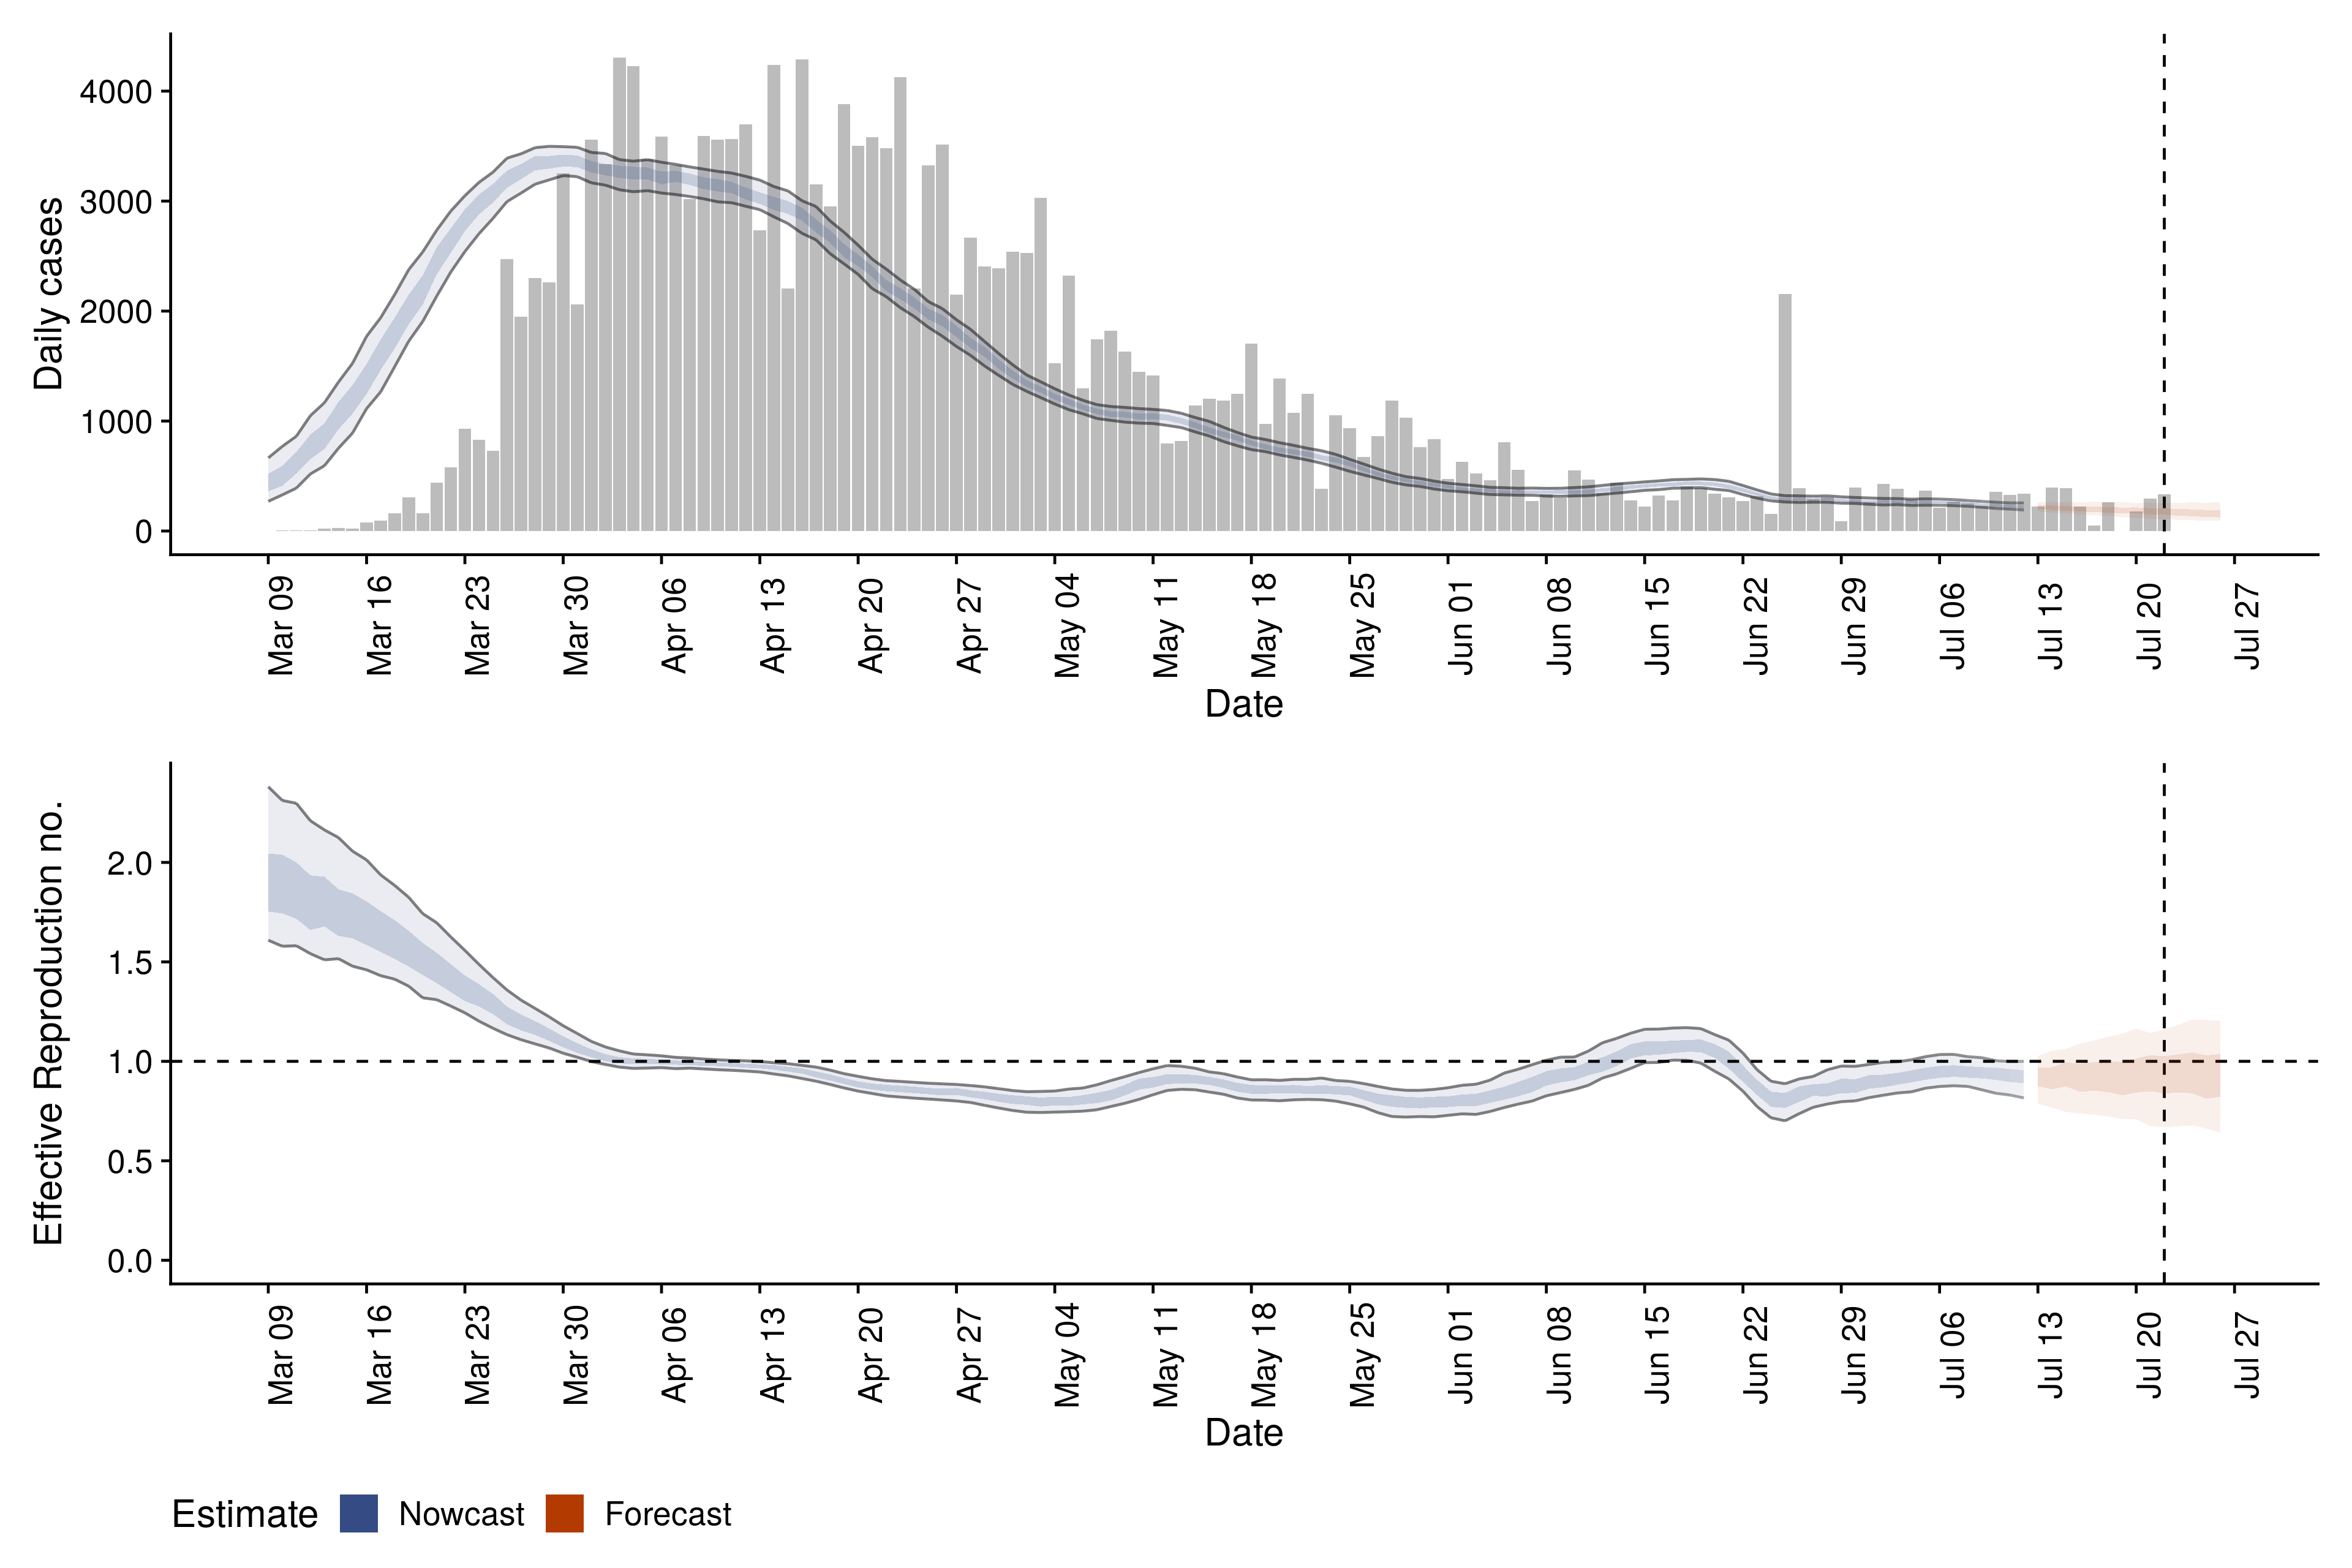 Daily cases
4000
3000
2000
1000
0
Mar 09
Mar 16
Mar 23
Mar 30
Apr 06
Apr 13
Apr 20
Apr 27
May 04
May 11
May 18
May 25
Jun 01
Jun 08
Jun 15
Jun 22
Jun 29
Jul 06
Jul 13
Jul 20
Jul 27
Date
Effective Reproduction no.
2.0
1.5
1.0
0.5
0.0
Mar 09
Mar 16
Mar 23
Mar 30
Apr 06
Apr 13
Apr 20
Apr 27
May 04
May 11
May 18
May 25
Jun 01
Jun 08
Jun 15
Jun 22
Jun 29
Jul 06
Jul 13
Jul 20
Jul 27
Date
Estimate Nowcast Forecast